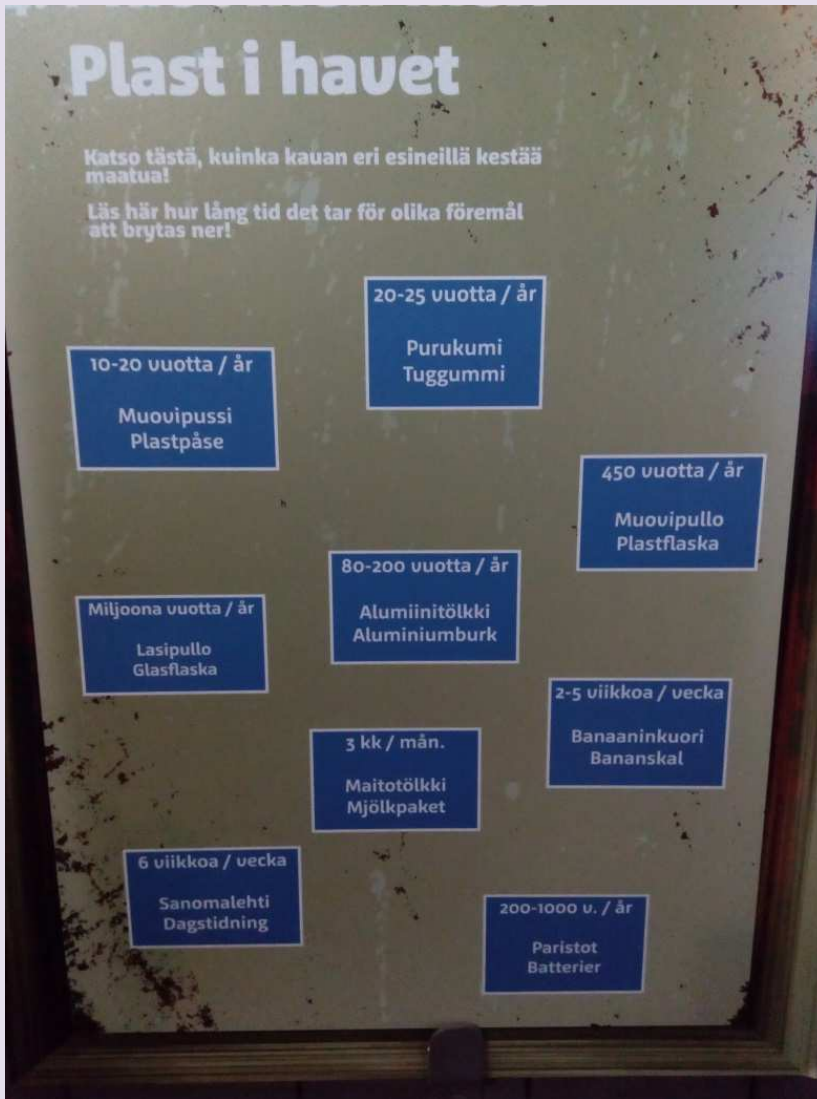 Plast i havet
Katso tästä, kuinka kauan eri esineillä kestää
maatua!
Läs här hur lång tid det tar för olika föremål
att brytas ner!
20-25 vuotta / år
Purukumi
Tuggummi
10-20 vuotta / år
Muovipussi
Plastpåse
450 vuotta / år
Muovipullo
Plastflaska
80-200 vuotta / år
Alumiinitölkki
Aluminiumburk
Miljoona vuotta / år
Lasipullo
Glasflaska
2-5 viikkoa / vecka
Banaaninkuori
Bananskal
3 kk / mån.
Maitotölkki
Mjölkpaket
6 viikkoa / vecka
Sanomalehti
Dagstidning
200-1000 v. / år
Paristot
Batterier